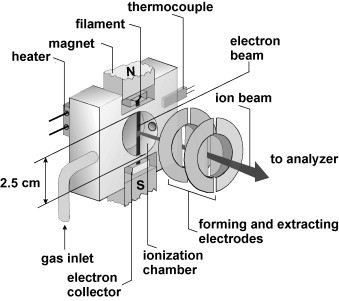 thermocouple
filament
magnet
electron
beam
heater
N
ion beam
to analyzer
2.5 cm
S
forming and extracting
electrodes
gas inlet
ionization
chamber
electron
collector